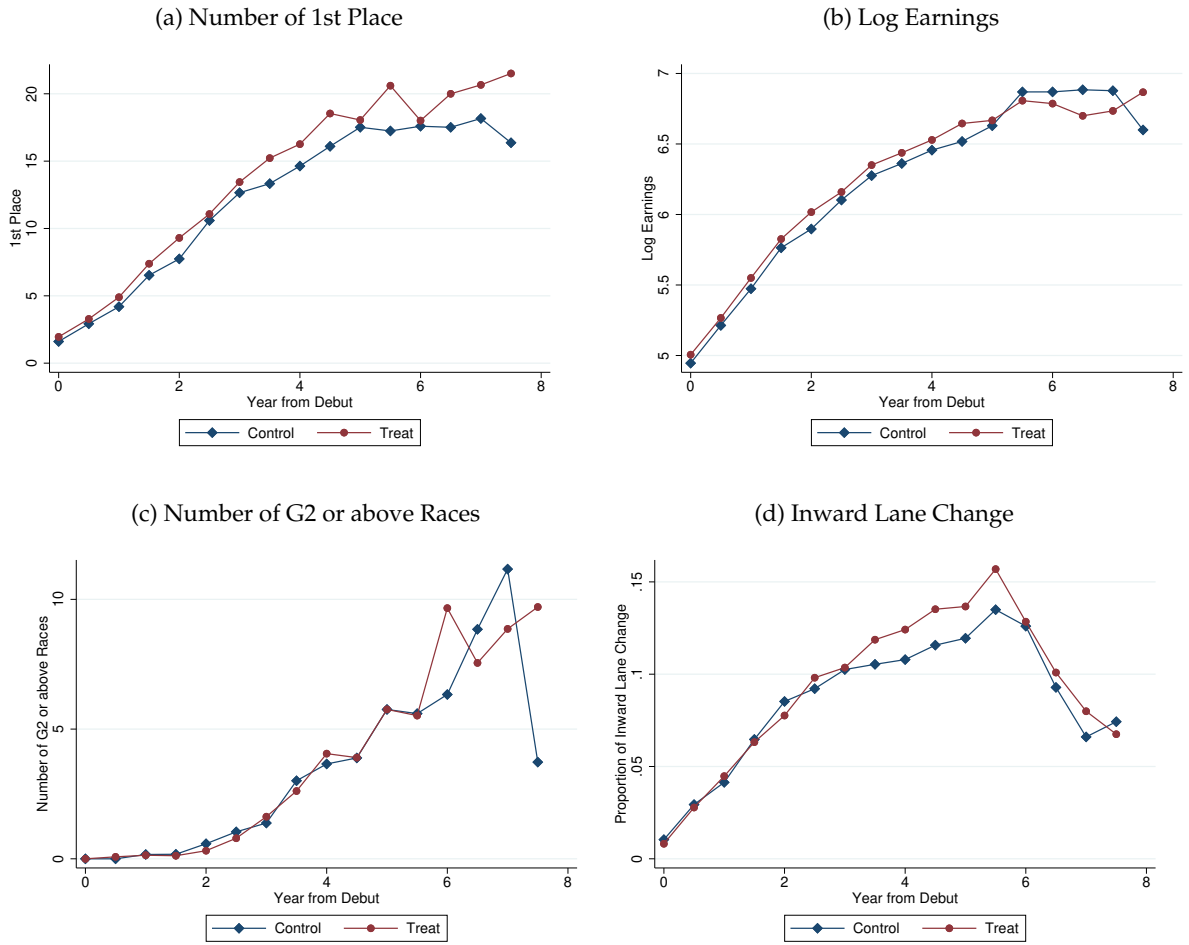 (a) Number of 1st Place
1st Place
20
15
10
5
0
0 2 4 6 8
Year from Debut
Control Treat
(b) Log Earnings
Log Earnings
7
6.5
6
5.5
5
0 2 4 6 8
Year from Debut
Control Treat
(c) Number of G2 or above Races
Number of G2 or above Races
10
5
0
0 2 4 6 8
Year from Debut
Control Treat
(d) Inward Lane Change
Proportion of Inward Lane Change
.15
.1
.05
0
0 2 4 6 8
Year from Debut
Control Treat